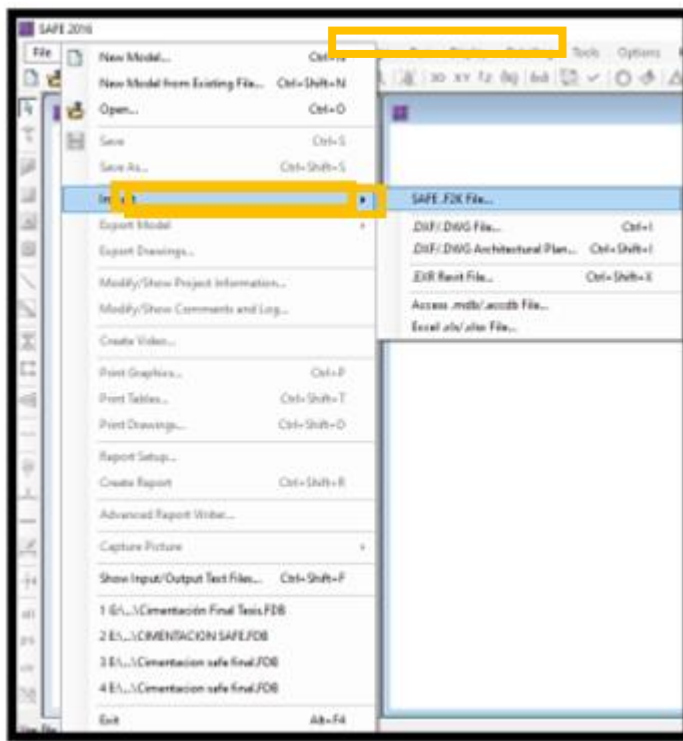 SAFE 2016
File Tools Options
New Model...
New Model from Existing File... Ctrl+Shift+N
Open... Ctrl+O
Save Ctrl+S
Save As... Ctrl+Shift+S
SAFE .F2K File...
Export Model
.DXF/.DWG File... Ctrl+I
Export Drawings...
.DXF/.DWG Architectural Plan... Ctrl+Shift+I
Modify/Show Project Information...
.EXR Revit File... Ctrl+Shift+X
Modify/Show Comments and Log...
Access .mdb/.accdb File...
Excel .xls/.xlsx File...
Create Video...
Print Graphics... Ctrl+P
Print Tables... Ctrl+Shift+T
Print Drawings... Ctrl+Shift+D
Report Setup...
Create Report Ctrl+Shift+R
Advanced Report Writer...
Capture Picture
Show Input/Output Text Files... Ctrl+Shift+F
1 E:\...\Cimentación Final Tesis.FDB
2 E:\...\CIMENTACION SAFE.FDB
3 E:\...\Cimentacion safe final.FDB
4 E:\...\Cimentacion safe final.FDB
Exit Alt+F4